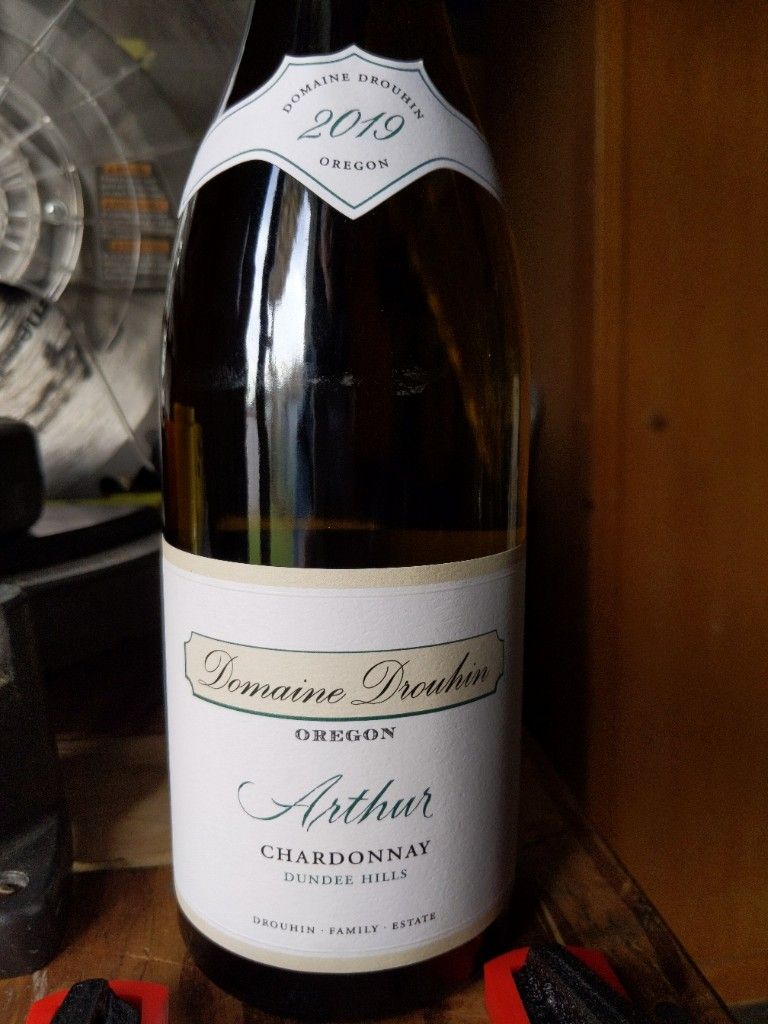 DOMAINE DROUHIN
2019
OREGON
Domaine Drouhin
OREGON
Arthur
CHARDONNAY
DUNDEE HILLS
DROUHIN · FAMILY · ESTATE